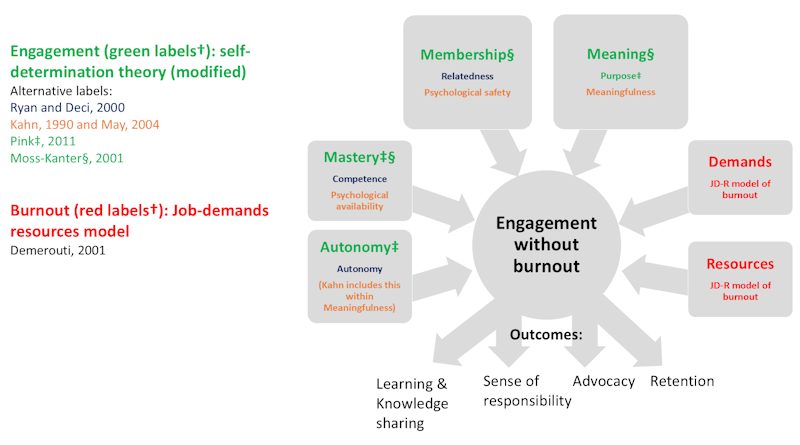 Engagement (green labels†): self-
determination theory (modified)
Alternative labels:
Ryan and Deci, 2000
Kahn, 1990 and May, 2004
Pink‡, 2011
Moss-Kanter§, 2001
Burnout (red labels†): Job-demands
resources model
Demerouti, 2001
Membership§
Relatedness
Psychological safety
Meaning§
Purpose‡
Meaningfulness
Mastery‡§
Competence
Psychological
availability
Autonomy‡
Autonomy
(Kahn includes this
within
Meaningfulness)
Demands
JD-R model of
burnout
Resources
JD-R model of
burnout
Engagement
without
burnout
Outcomes:
Learning &
Knowledge
sharing
Sense of
responsibility
Advocacy
Retention